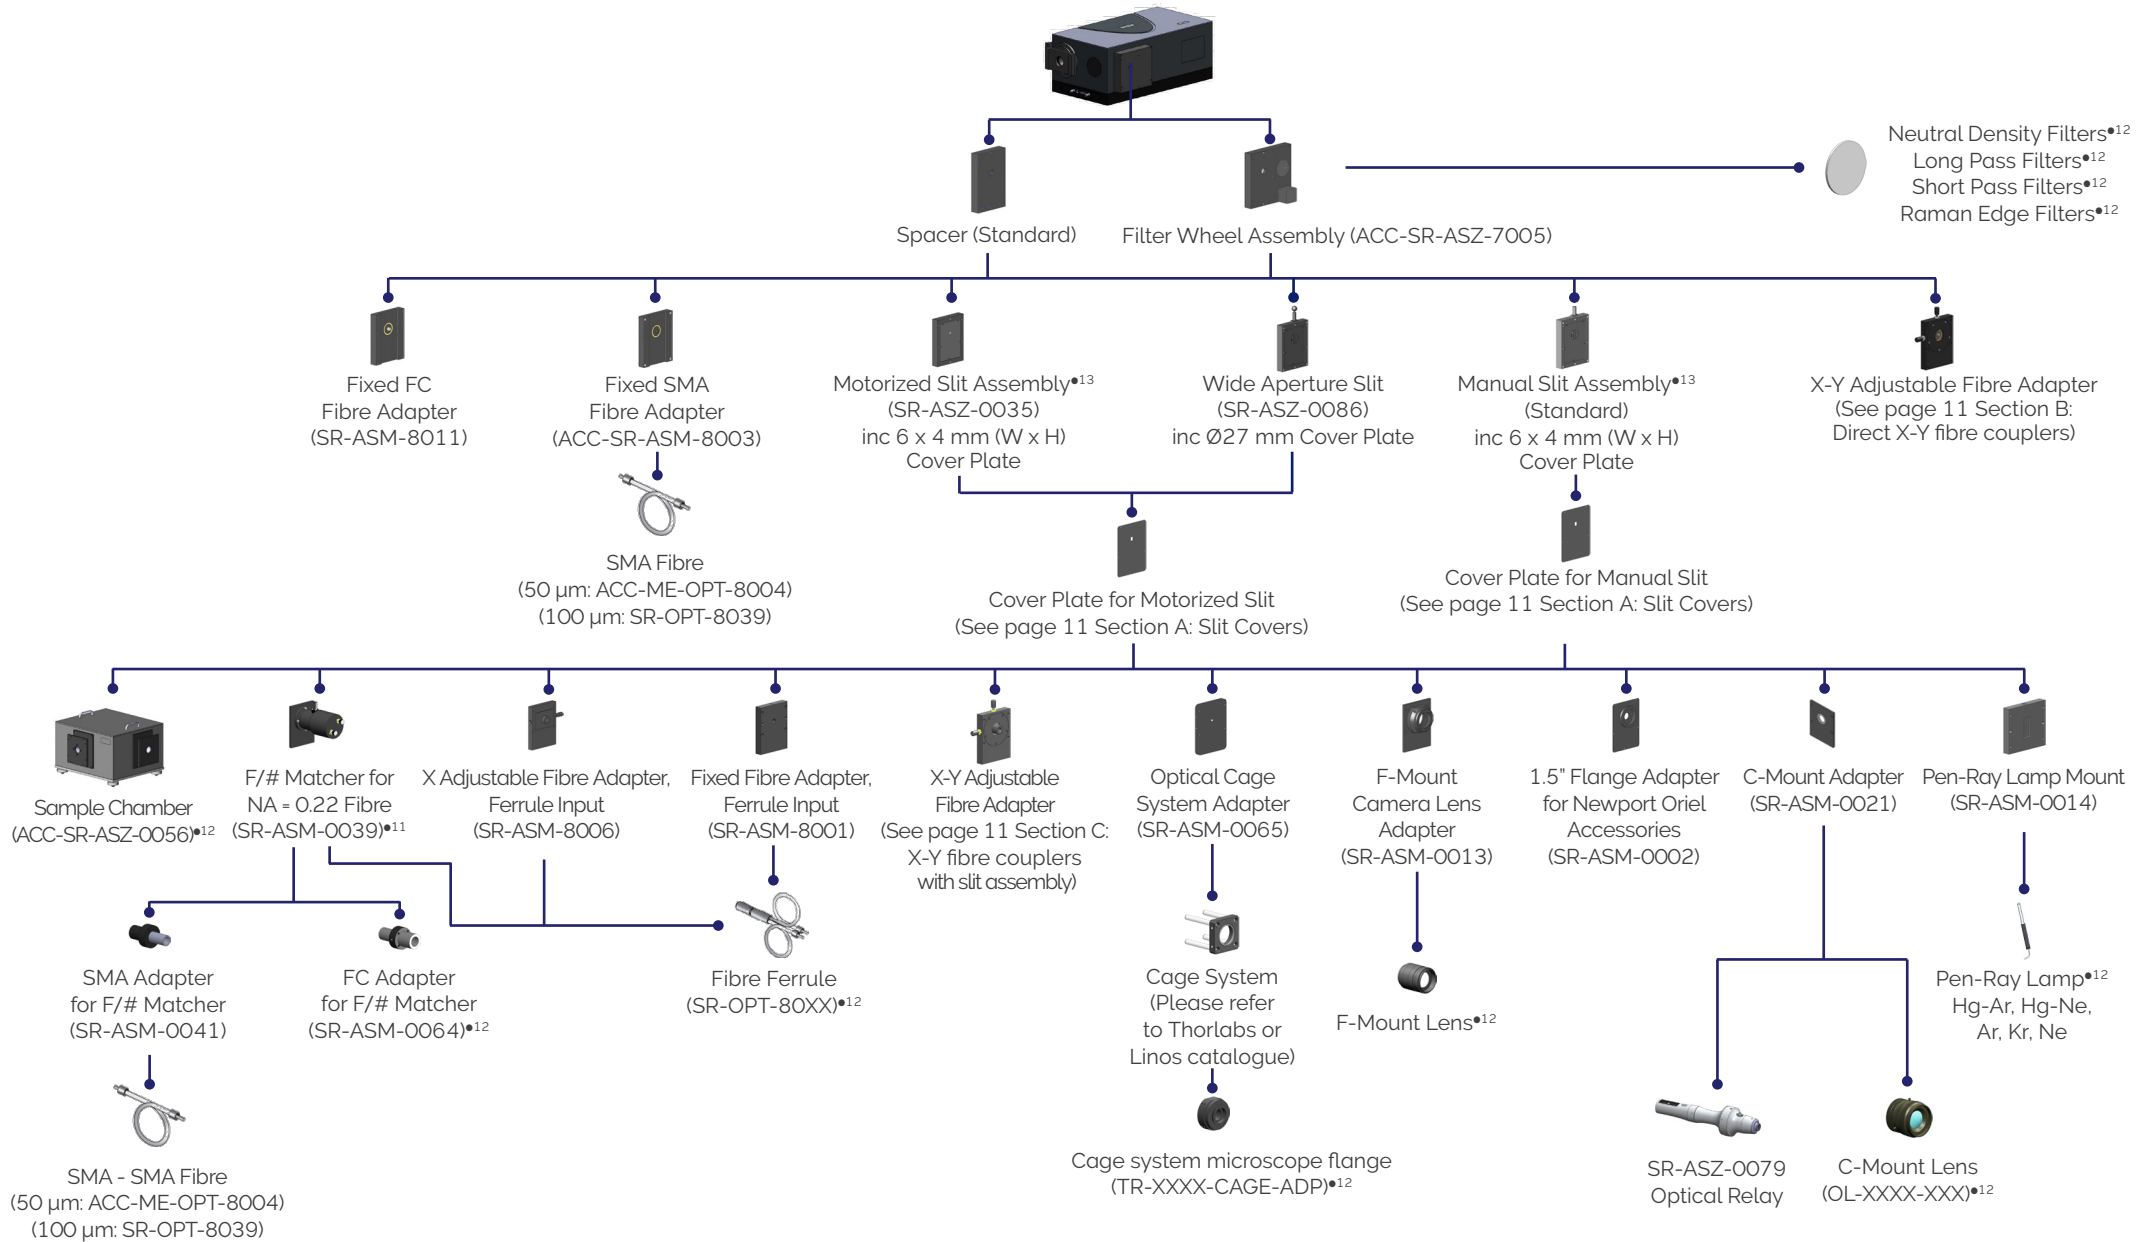 Neutral Density Filters●12
Long Pass Filters●12
Short Pass Filters●12
Raman Edge Filters●12
Spacer (Standard)
Filter Wheel Assembly (ACC-SR-ASZ-7005)
Fixed FC
Fibre Adapter
(SR-ASM-8011)
Fixed SMA
Fibre Adapter
(ACC-SR-ASM-8003)
Motorized Slit Assembly●13
(SR-ASZ-0035)
inc 6 x 4 mm (W x H)
Cover Plate
Wide Aperture Slit
(SR-ASZ-0086)
inc Ø27 mm Cover Plate
Manual Slit Assembly●13
(Standard)
inc 6 x 4 mm (W x H)
Cover Plate
X-Y Adjustable Fibre Adapter
(See page 11 Section B:
Direct X-Y fibre couplers)
SMA Fibre
(50 µm: ACC-ME-OPT-8004)
(100 µm: SR-OPT-8039)
Cover Plate for Motorized Slit
(See page 11 Section A: Slit Covers)
Cover Plate for Manual Slit
(See page 11 Section A: Slit Covers)
Sample Chamber
(ACC-SR-ASZ-0056)●12
F/# Matcher for
NA = 0.22 Fibre
(SR-ASM-0039)●11
X Adjustable Fibre Adapter,
Ferrule Input
(SR-ASM-8006)
Fixed Fibre Adapter,
Ferrule Input
(SR-ASM-8001)
X-Y Adjustable
Fibre Adapter
(See page 11 Section C:
X-Y fibre couplers
with slit assembly)
Optical Cage
System Adapter
(SR-ASM-0065)
F-Mount
Camera Lens
Adapter
(SR-ASM-0013)
1.5” Flange Adapter
for Newport Oriel
Accessories
(SR-ASM-0002)
C-Mount Adapter
(SR-ASM-0021)
Pen-Ray Lamp Mount
(SR-ASM-0014)
SMA Adapter
for F/# Matcher
(SR-ASM-0041)
FC Adapter
for F/# Matcher
(SR-ASM-0064)●12
Fibre Ferrule
(SR-OPT-80XX)●12
Cage System
(Please refer
to Thorlabs or
Linos catalogue)
F-Mount Lens●12
Pen-Ray Lamp●12
Hg-Ar, Hg-Ne,
Ar, Kr, Ne
SMA - SMA Fibre
(50 µm: ACC-ME-OPT-8004)
(100 µm: SR-OPT-8039)
Cage system microscope flange
(TR-XXXX-CAGE-ADP)●12
SR-ASZ-0079
Optical Relay
C-Mount Lens
(OL-XXXX-XXX)●12